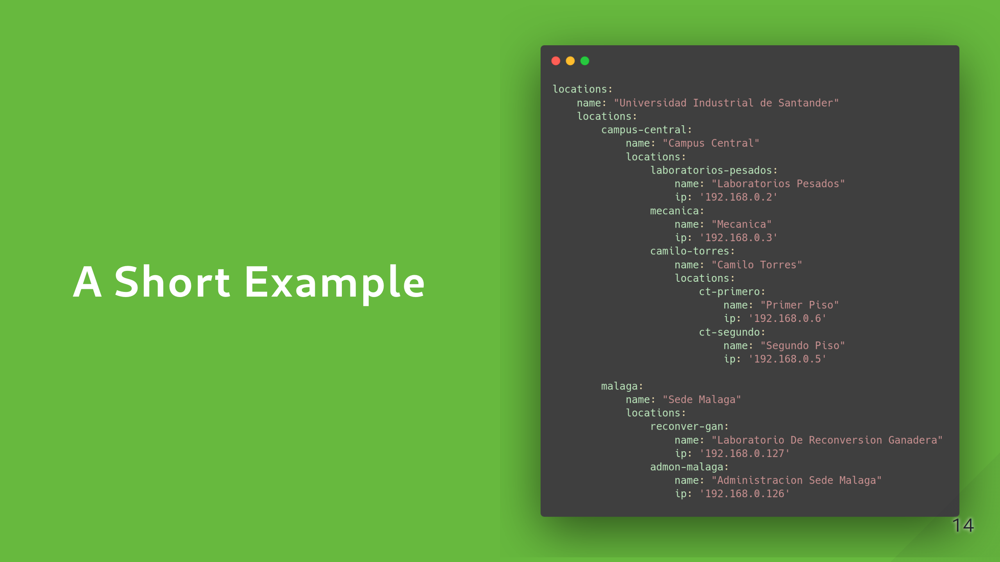 A Short Example
locations:
    name: "Universidad Industrial de Santander"
    locations:
        campus-central:
            name: "Campus Central"
            locations:
                laboratorios-pesados:
                    name: "Laboratorios Pesados"
                    ip: '192.168.0.2'
                mecanica:
                    name: "Mecanica"
                    ip: '192.168.0.3'
                camilo-torres:
                    name: "Camilo Torres"
                    locations:
                        ct-primero:
                            name: "Primer Piso"
                            ip: '192.168.0.6'
                        ct-segundo:
                            name: "Segundo Piso"
                            ip: '192.168.0.5'
        malaga:
            name: "Sede Malaga"
            locations:
                reconver-gan:
                    name: "Laboratorio De Reconversion Ganadera"
                    ip: '192.168.0.127'
                admon-malaga:
                    name: "Administracion Sede Malaga"
                    ip: '192.168.0.126'
14